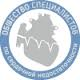 ОБЩЕСТВО СПЕЦИАЛИСТОВ
ПО СЕРДЕЧНОЙ НЕДОСТАТОЧНОСТИ